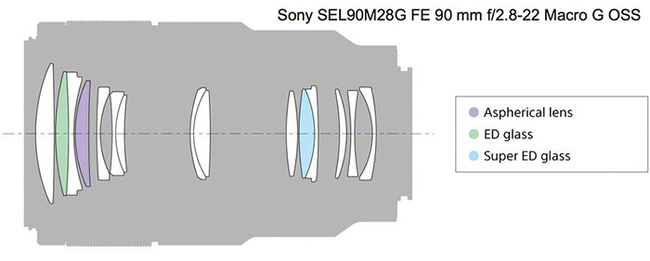 Sony SEL90M28G FE 90 mm f/2.8-22 Macro G OSS
Aspherical lens
ED glass
Super ED glass